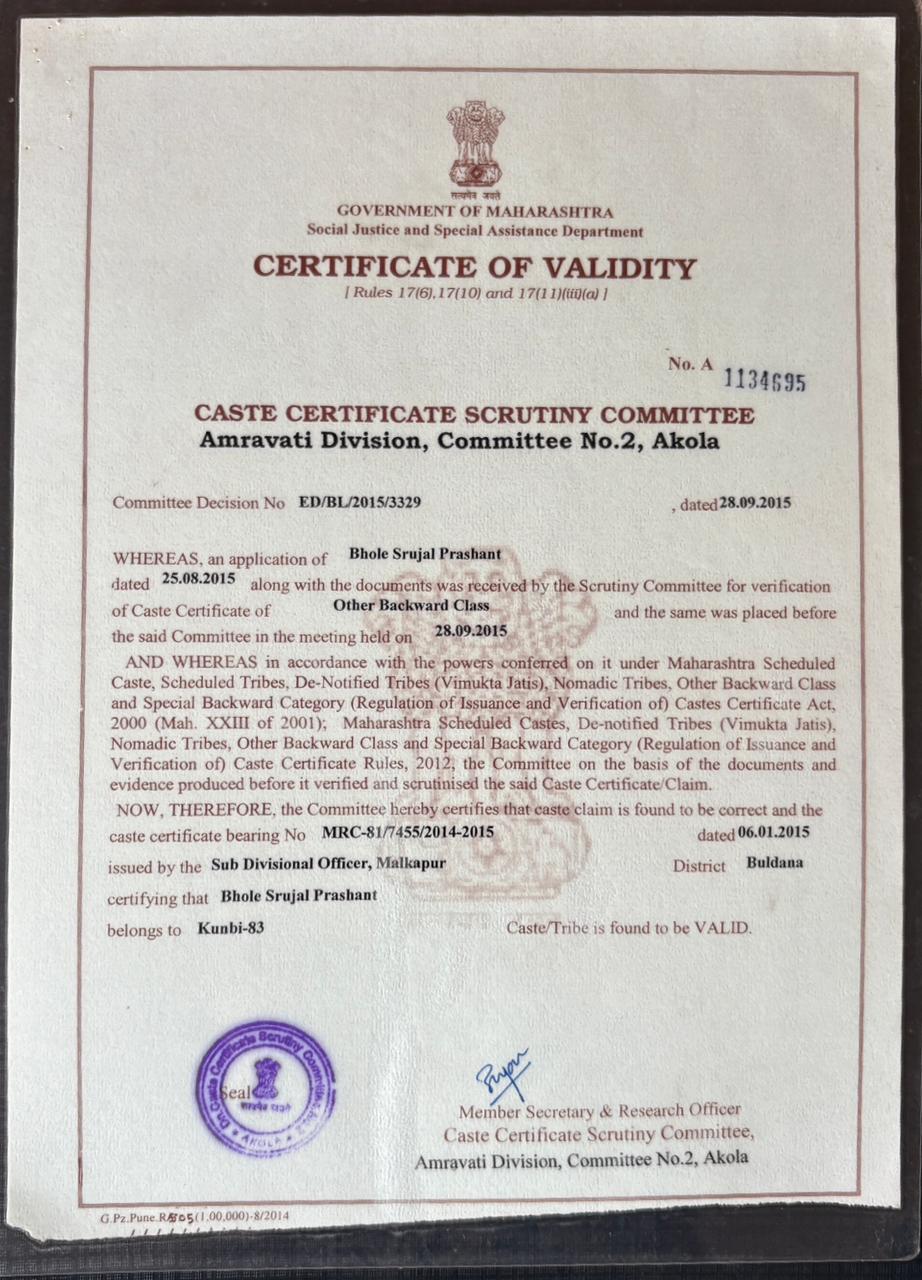 सत्यमेव जयते
GOVERNMENT OF MAHARASHTRA
Social Justice and Special Assistance Department
CERTIFICATE OF VALIDITY
[ Rules 17(6),17(10) and 17(11)(iii)(a) ]
No. A 1134695
CASTE CERTIFICATE SCRUTINY COMMITTEE
Amravati Division, Committee No.2, Akola
Committee Decision No ED/BL/2015/3329 , dated 28.09.2015
WHEREAS, an application of Bhole Srujal Prashant
dated 25.08.2015 along with the documents was received by the Scrutiny Committee for verification
of Caste Certificate of Other Backward Class and the same was placed before
the said Committee in the meeting held on 28.09.2015
AND WHEREAS in accordance with the powers conferred on it under Maharashtra Scheduled
Caste, Scheduled Tribes, De-Notified Tribes (Vimukta Jatis), Nomadic Tribes, Other Backward Class
and Special Backward Category (Regulation of Issuance and Verification of) Castes Certificate Act,
2000 (Mah. XXIII of 2001); Maharashtra Scheduled Castes, De-notified Tribes (Vimukta Jatis),
Nomadic Tribes, Other Backward Class and Special Backward Category (Regulation of Issuance and
Verification of) Caste Certificate Rules, 2012, the Committee on the basis of the documents and
evidence produced before it verified and scrutinised the said Caste Certificate/Claim.
NOW, THEREFORE, the Committee hereby certifies that caste claim is found to be correct and the
caste certificate bearing No MRC-81/7455/2014-2015 dated 06.01.2015
issued by the Sub Divisional Officer, Malkapur District Buldana
certifying that Bhole Srujal Prashant
belongs to Kunbi-83 Caste/Tribe is found to be VALID.
Seal
Caste Certificate Scrutiny Committee
सत्यमेव जयते
AKOLA
Member Secretary & Research Officer
Caste Certificate Scrutiny Committee,
Amravati Division, Committee No.2, Akola
G.Pz.Pune (1,00,000)-8/2014